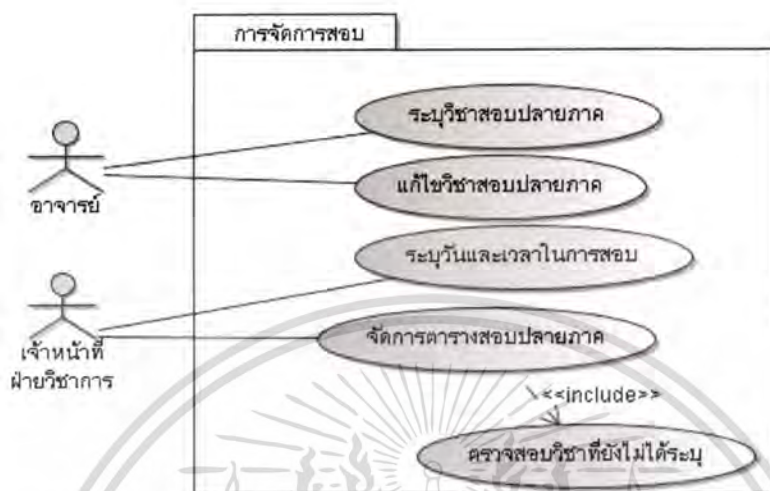 การจัดการสอบ
ระบุวิชาสอบปลายภาค
แก้ไขวิชาสอบปลายภาค
อาจารย์
ระบุวันและเวลาในการสอบ
จัดการตารางสอบปลายภาค
เจ้าหน้าที่
ฝ่ายวิชาการ
<<include>>
ตรวจสอบวิชาที่ยังไม่ได้ระบุ